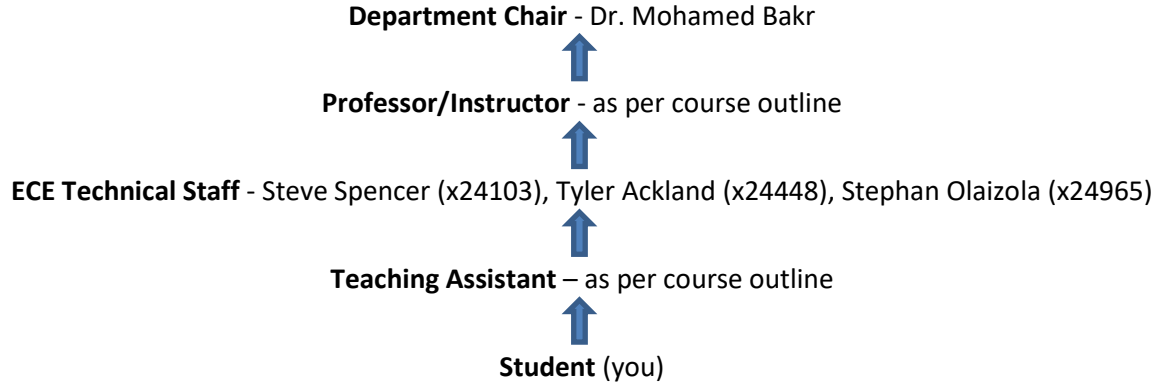 Department Chair - Dr. Mohamed Bakr
Professor/Instructor - as per course outline
ECE Technical Staff - Steve Spencer (x24103), Tyler Ackland (x24448), Stephan Olaizola (x24965)
Teaching Assistant – as per course outline
Student (you)